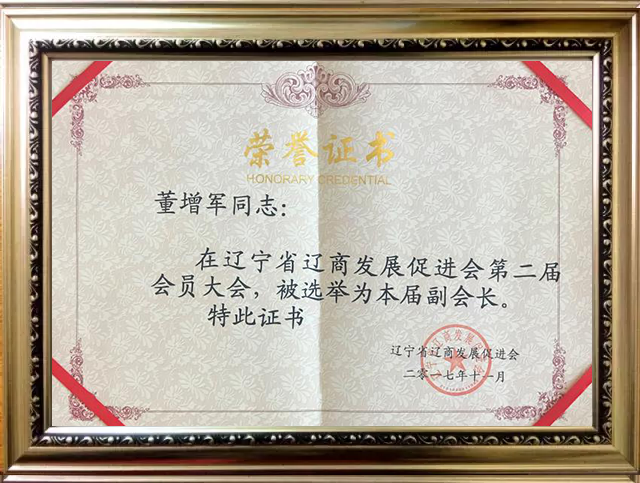 荣誉证书
HONORARY CREDENTIAL
董增军同志：
在辽宁省辽商发展促进会第二届
会员大会，被选举为本届副会长。
特此证书
辽宁省辽商发展促进会
二〇一七年十一月